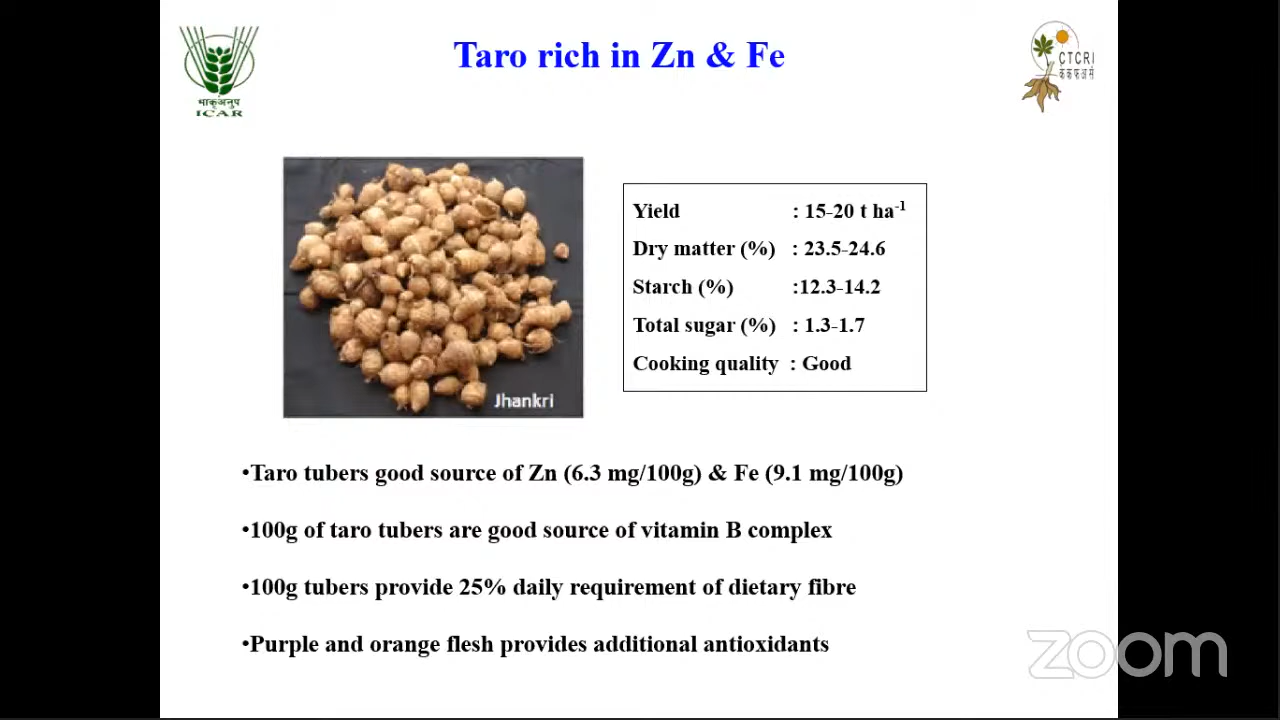 Taro rich in Zn & Fe
भाकृअनुप
ICAR
CTCRI
Jhankri
Yield : 15-20 t ha-1
Dry matter (%) : 23.5-24.6
Starch (%) :12.3-14.2
Total sugar (%) : 1.3-1.7
Cooking quality : Good
•Taro tubers good source of Zn (6.3 mg/100g) & Fe (9.1 mg/100g)
•100g of taro tubers are good source of vitamin B complex
•100g tubers provide 25% daily requirement of dietary fibre
•Purple and orange flesh provides additional antioxidants
zoom